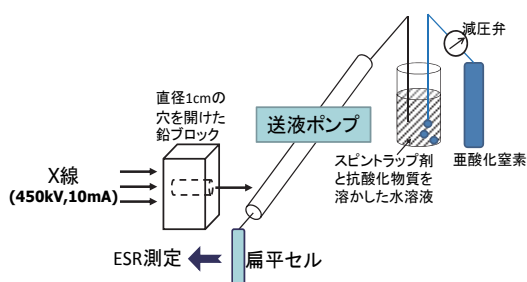 減圧弁
直径1cmの
穴を開けた
鉛ブロック
送液ポンプ
X線
(450kV,10mA)
スピントラップ剤
と抗酸化物質を
溶かした水溶液
亜酸化窒素
ESR測定
扁平セル